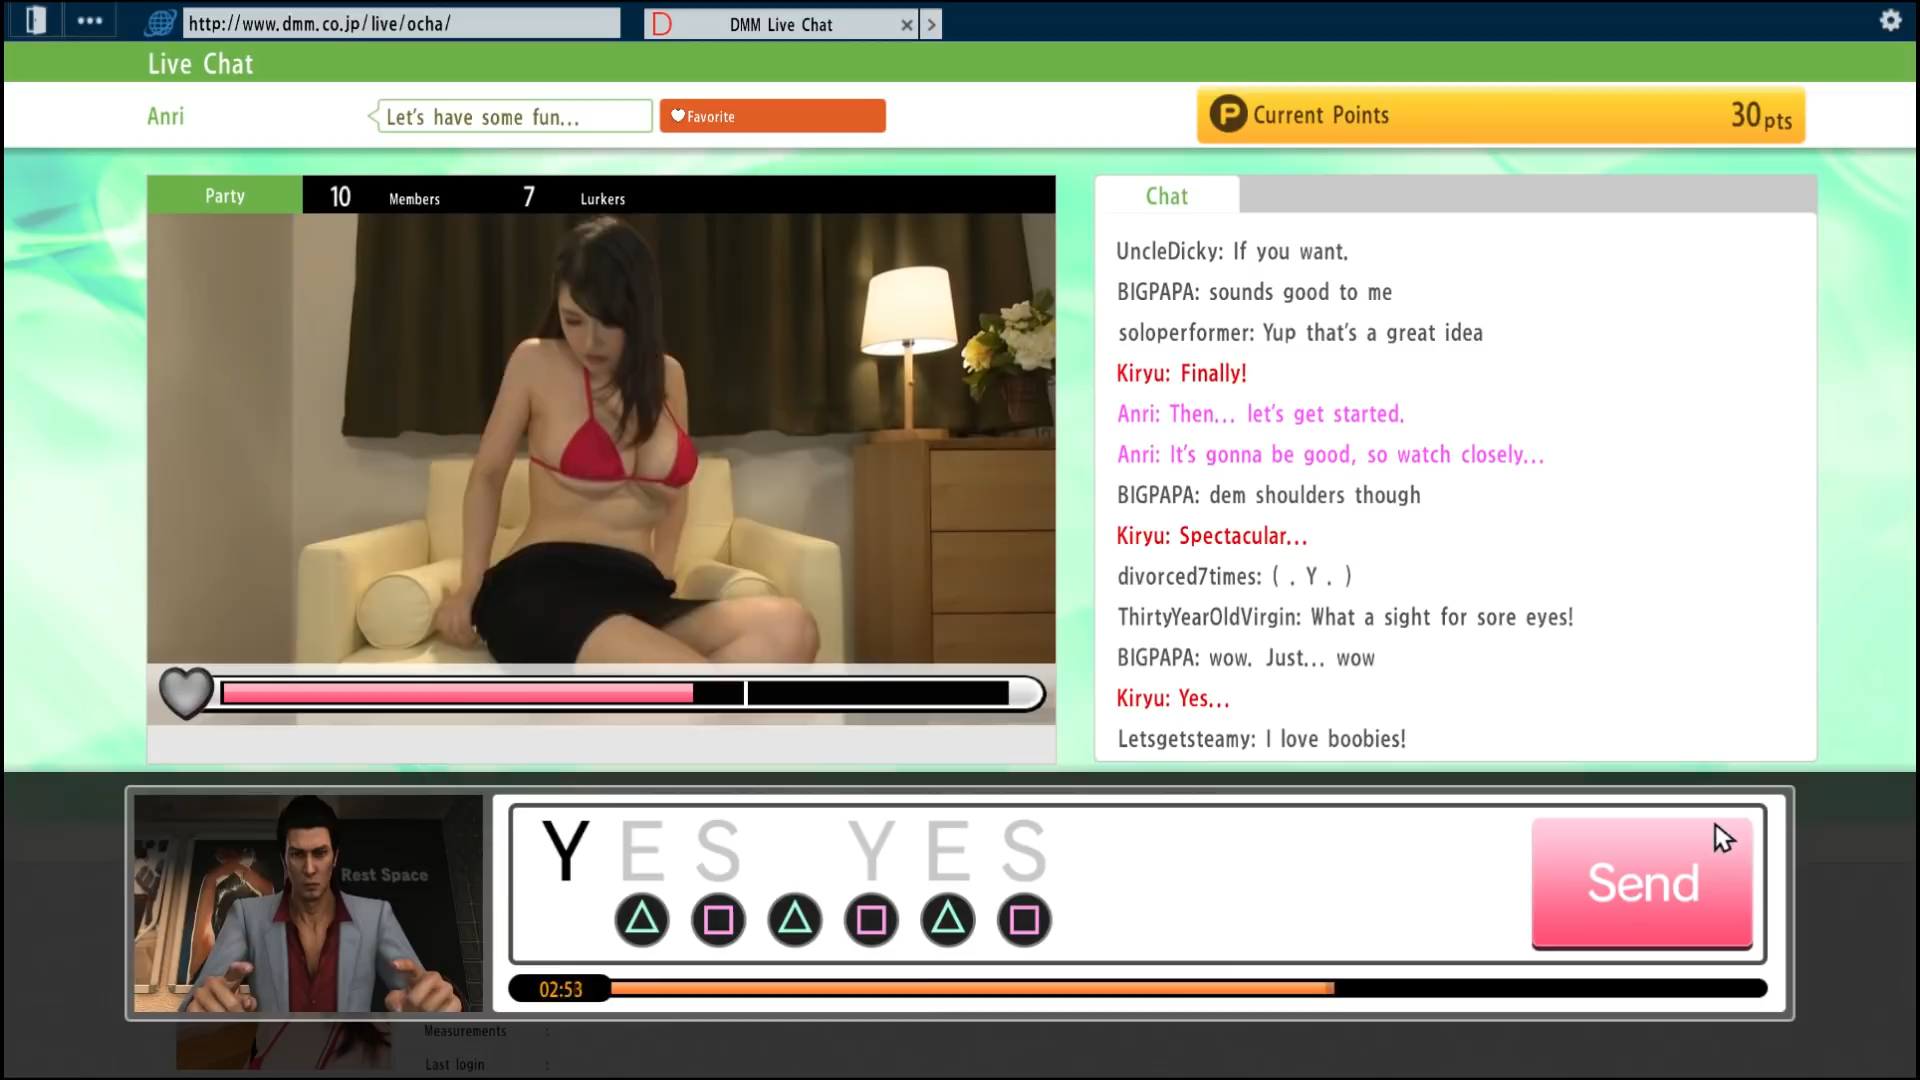 http://www.dmm.co.jp/live/ocha/
DMM Live Chat
Live Chat
Anri
Let's have some fun...
Favorite
P Current Points
30pts
Party
10 Members
7 Lurkers
Chat
UncleDicky: If you want.
BIGPAPA: sounds good to me
soloperformer: Yup that's a great idea
Kiryu: Finally!
Anri: Then... let's get started.
Anri: It's gonna be good, so watch closely...
BIGPAPA: dem shoulders though
Kiryu: Spectacular...
divorced7times: ( . Y . )
ThirtyYearOldVirgin: What a sight for sore eyes!
BIGPAPA: wow. Just... wow
Kiryu: Yes...
Letsgetsteamy: I love boobies!
Rest Space
YES YES
Send
02:53
Measurements :
Last login :